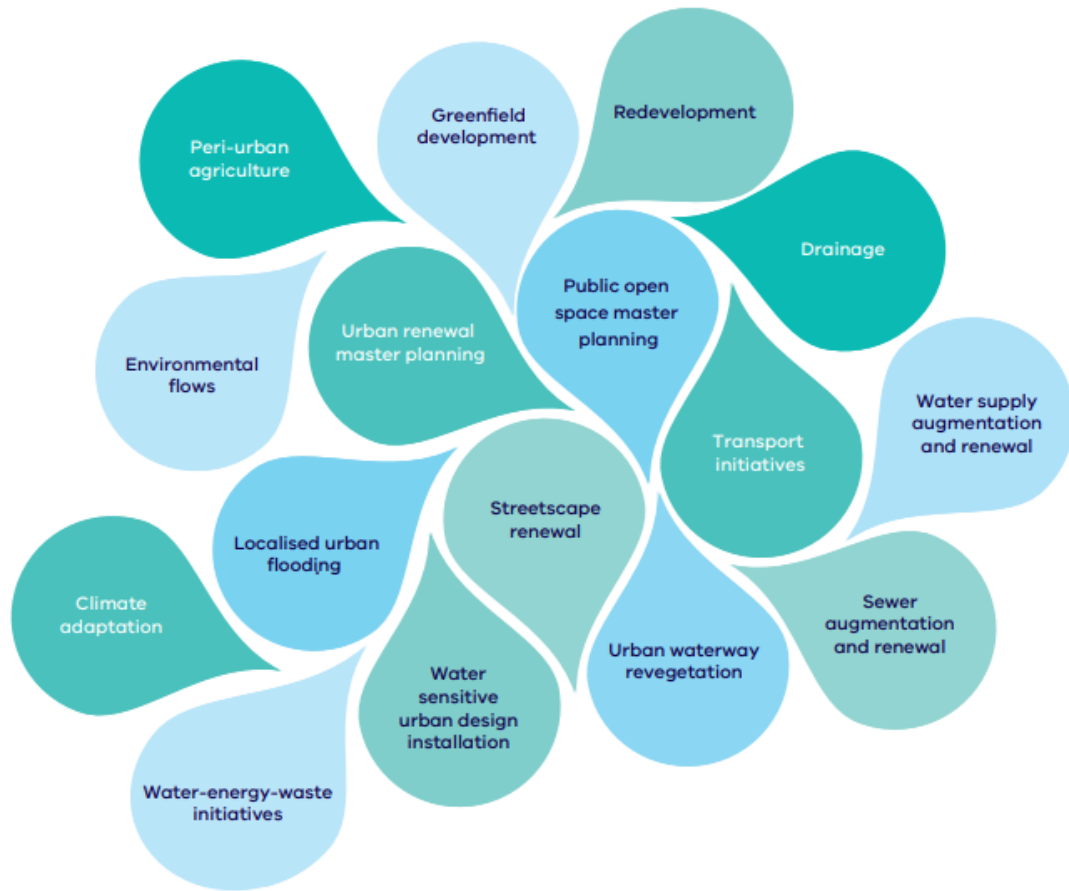 Redevelopment
Greenfield
development
Peri-urban
agriculture
Drainage
Public open
space master
planning
Urban renewal
master planning
Environmental
flows
Water supply
augmentation
and renewal
Transport
initiatives
Streetscape
renewal
Localised urban
flooding
Climate
adaptation
Sewer
augmentation
and renewal
Urban waterway
revegetation
Water
sensitive
urban design
installation
Water-energy-waste
initiatives